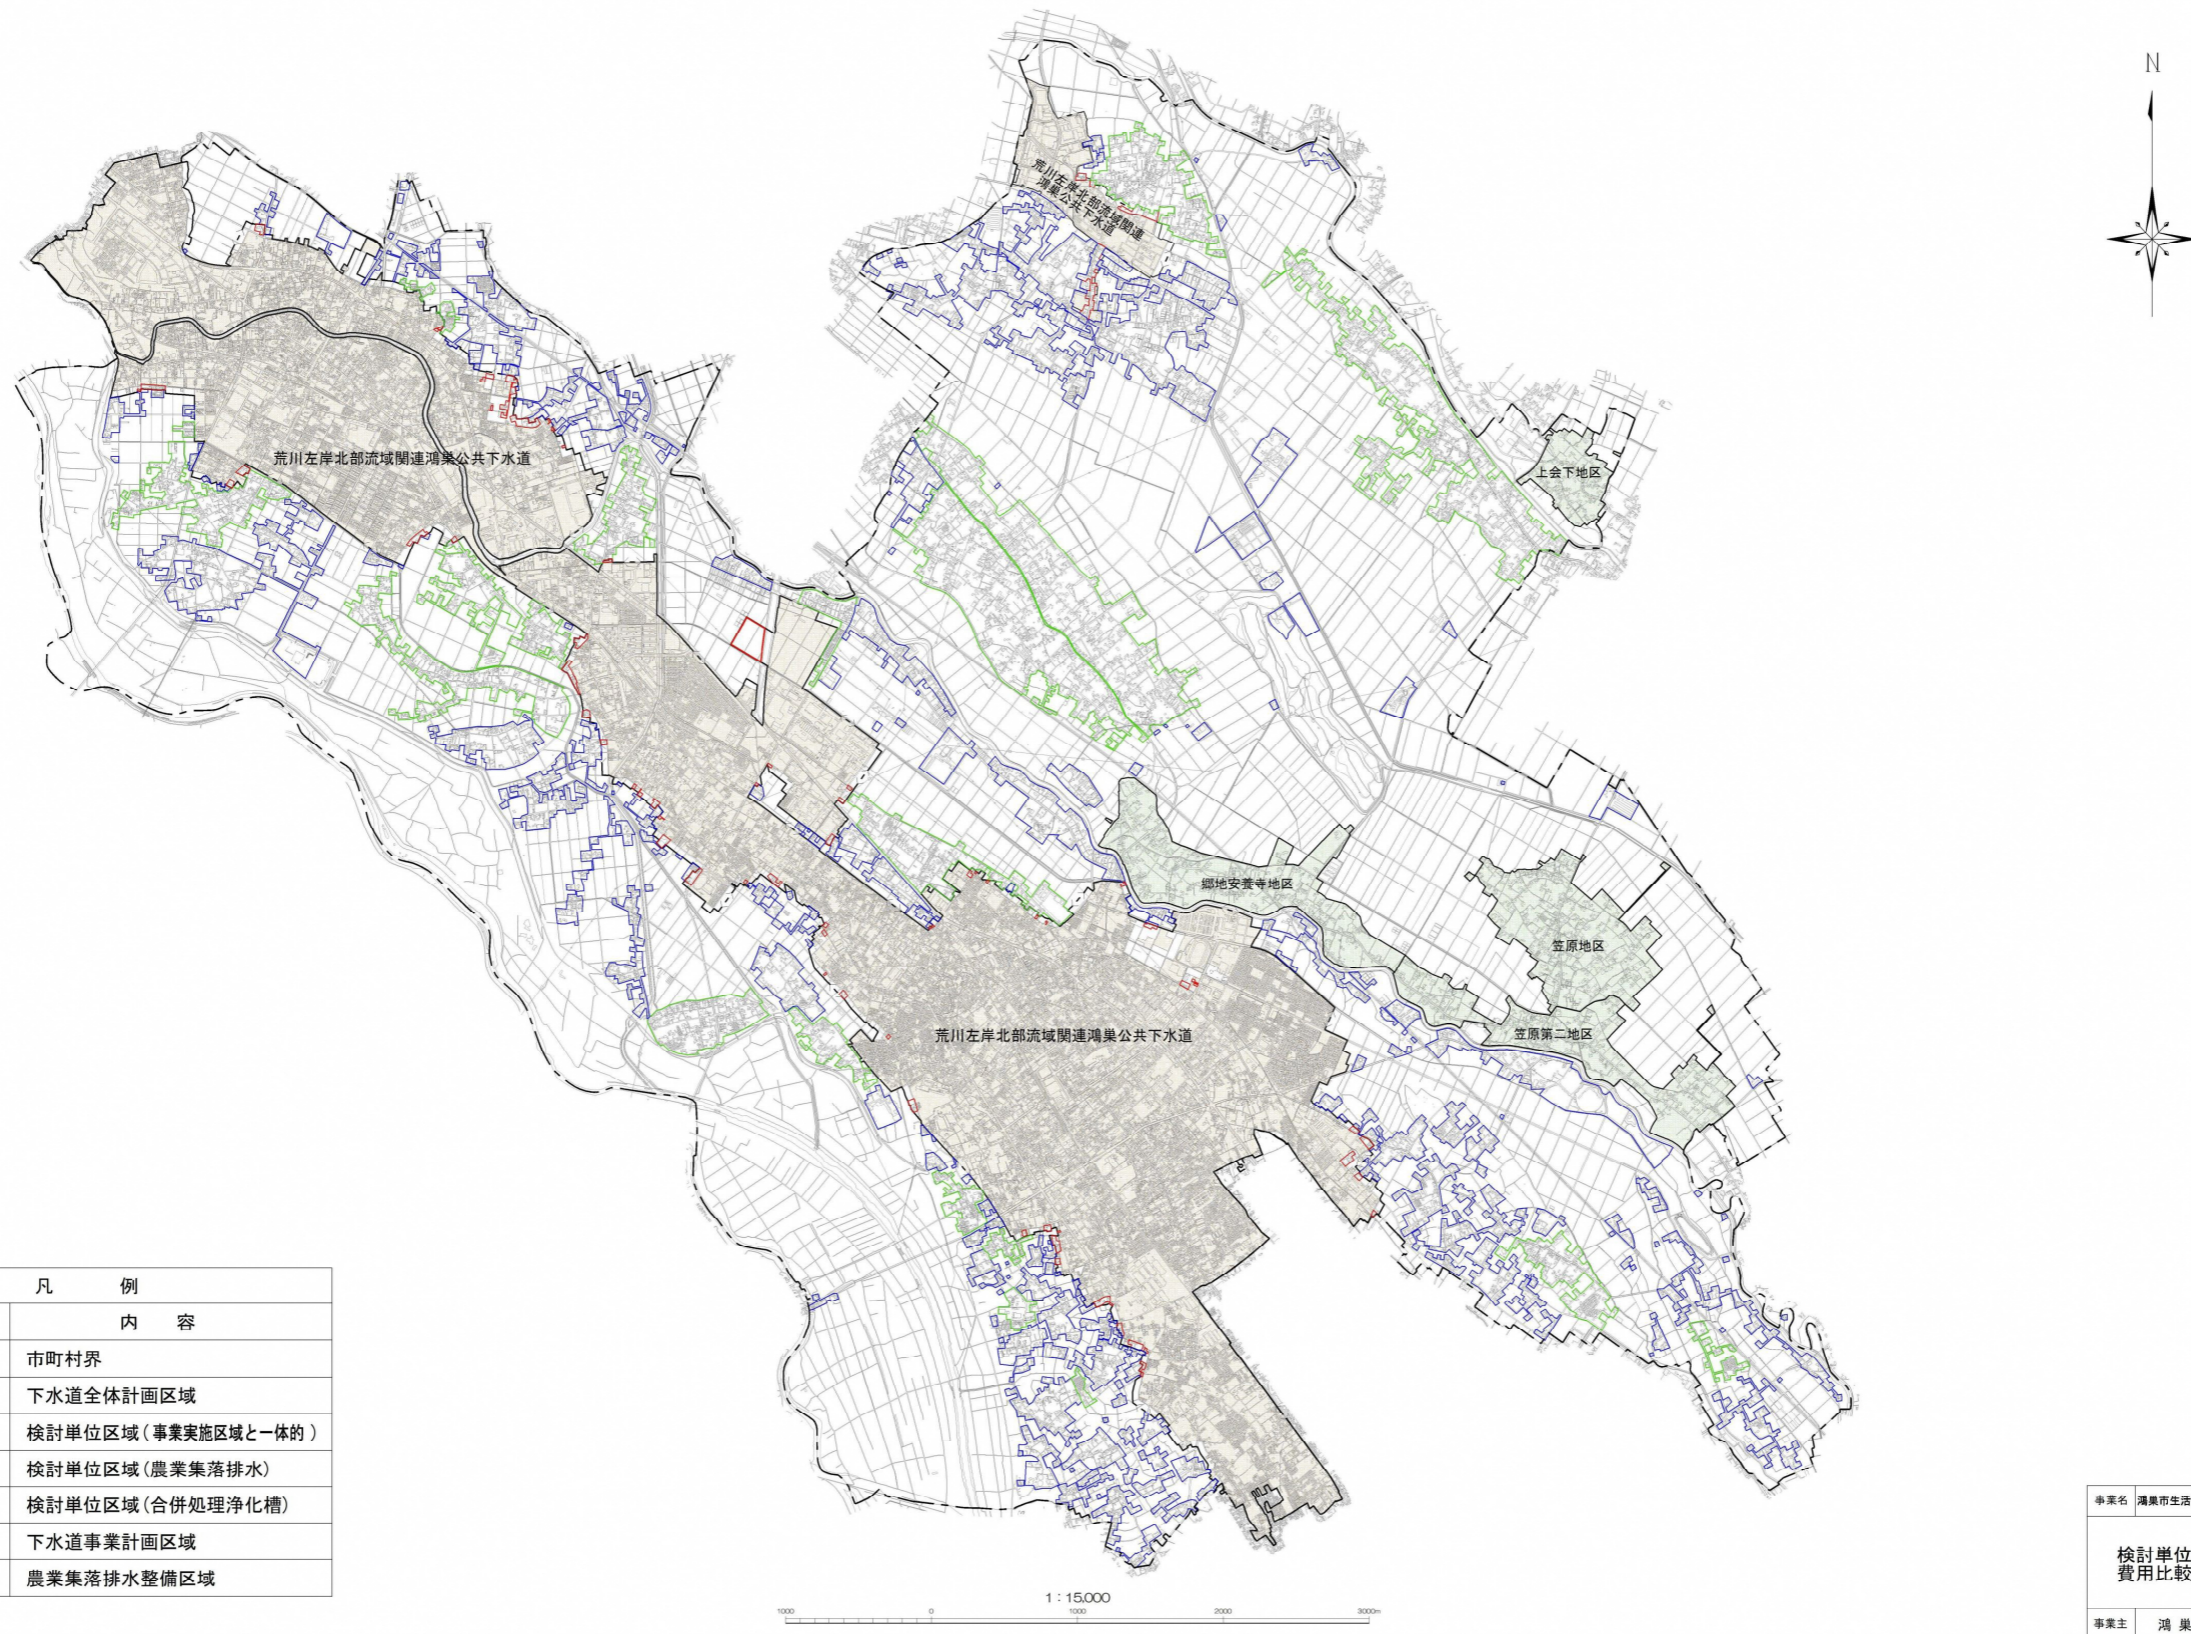 N
荒川左岸北部流域関連
鴻巣公共下水道
荒川左岸北部流域関連鴻巣公共下水道
上会下地区
郷地安養寺地区
笠原地区
笠原第二地区
荒川左岸北部流域関連鴻巣公共下水道
凡 例
内 容
市町村界
下水道全体計画区域
検討単位区域(事業実施区域と一体的)
検討単位区域(農業集落排水)
検討単位区域(合併処理浄化槽)
下水道事業計画区域
農業集落排水整備区域
1:15,000
1000 0 1000 2000 3000m
事業名 鴻巣市生活
検討単位
費用比較
事業主 鴻 巣